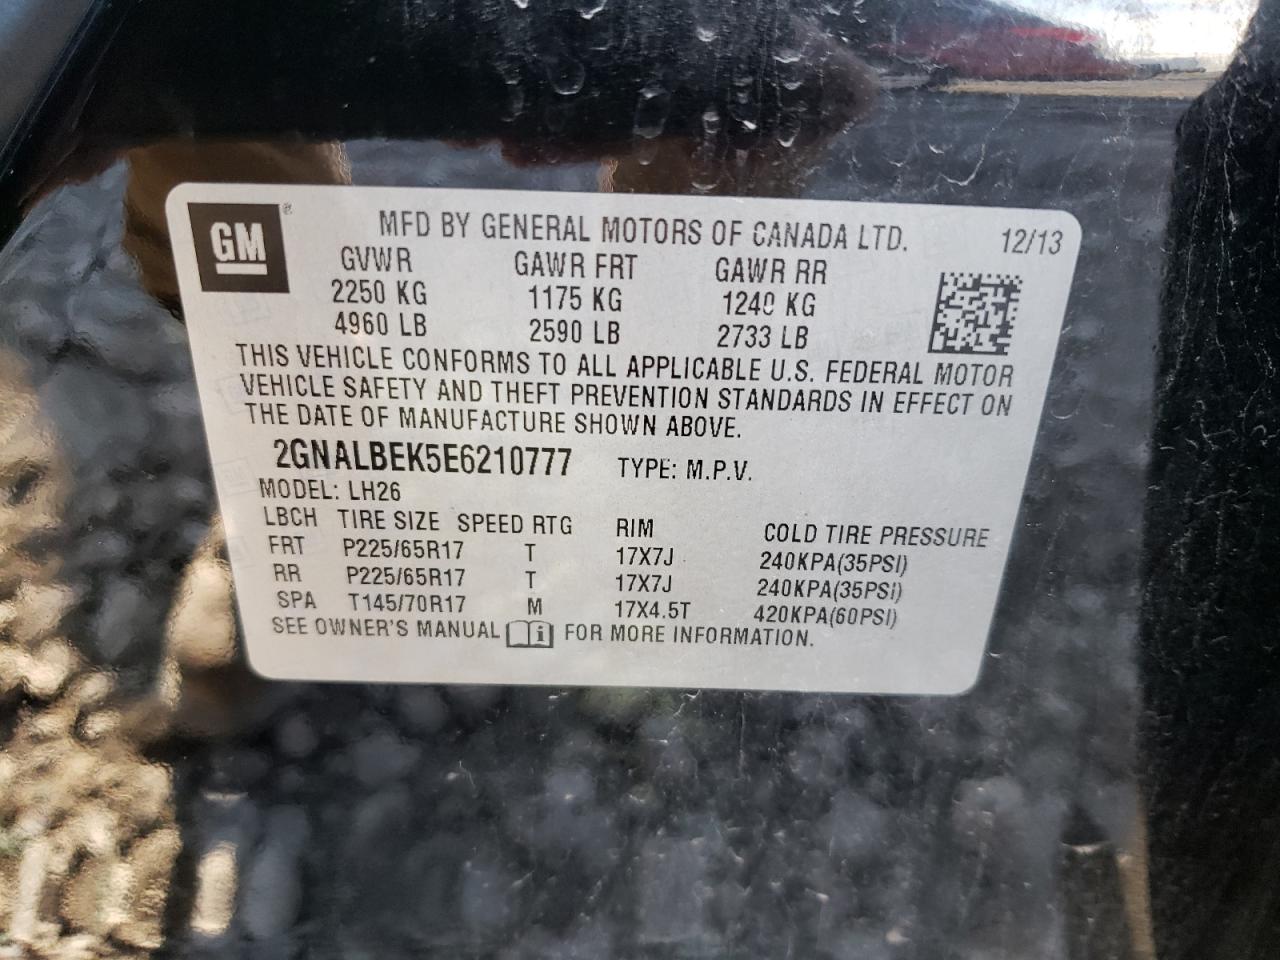 GM® MFD BY GENERAL MOTORS OF CANADA LTD. 12/13
GVWR GAWR FRT GAWR RR
2250 KG 1175 KG 1240 KG
4960 LB 2590 LB 2733 LB
THIS VEHICLE CONFORMS TO ALL APPLICABLE U.S. FEDERAL MOTOR
VEHICLE SAFETY AND THEFT PREVENTION STANDARDS IN EFFECT ON
THE DATE OF MANUFACTURE SHOWN ABOVE.
2GNALBEK5E6210777 TYPE: M.P.V.
MODEL: LH26
LBCH TIRE SIZE SPEED RTG RIM COLD TIRE PRESSURE
FRT P225/65R17 T 17X7J 240KPA(35PSI)
RR P225/65R17 T 17X7J 240KPA(35PSI)
SPA T145/70R17 M 17X4.5T 420KPA(60PSI)
SEE OWNER'S MANUAL i FOR MORE INFORMATION.